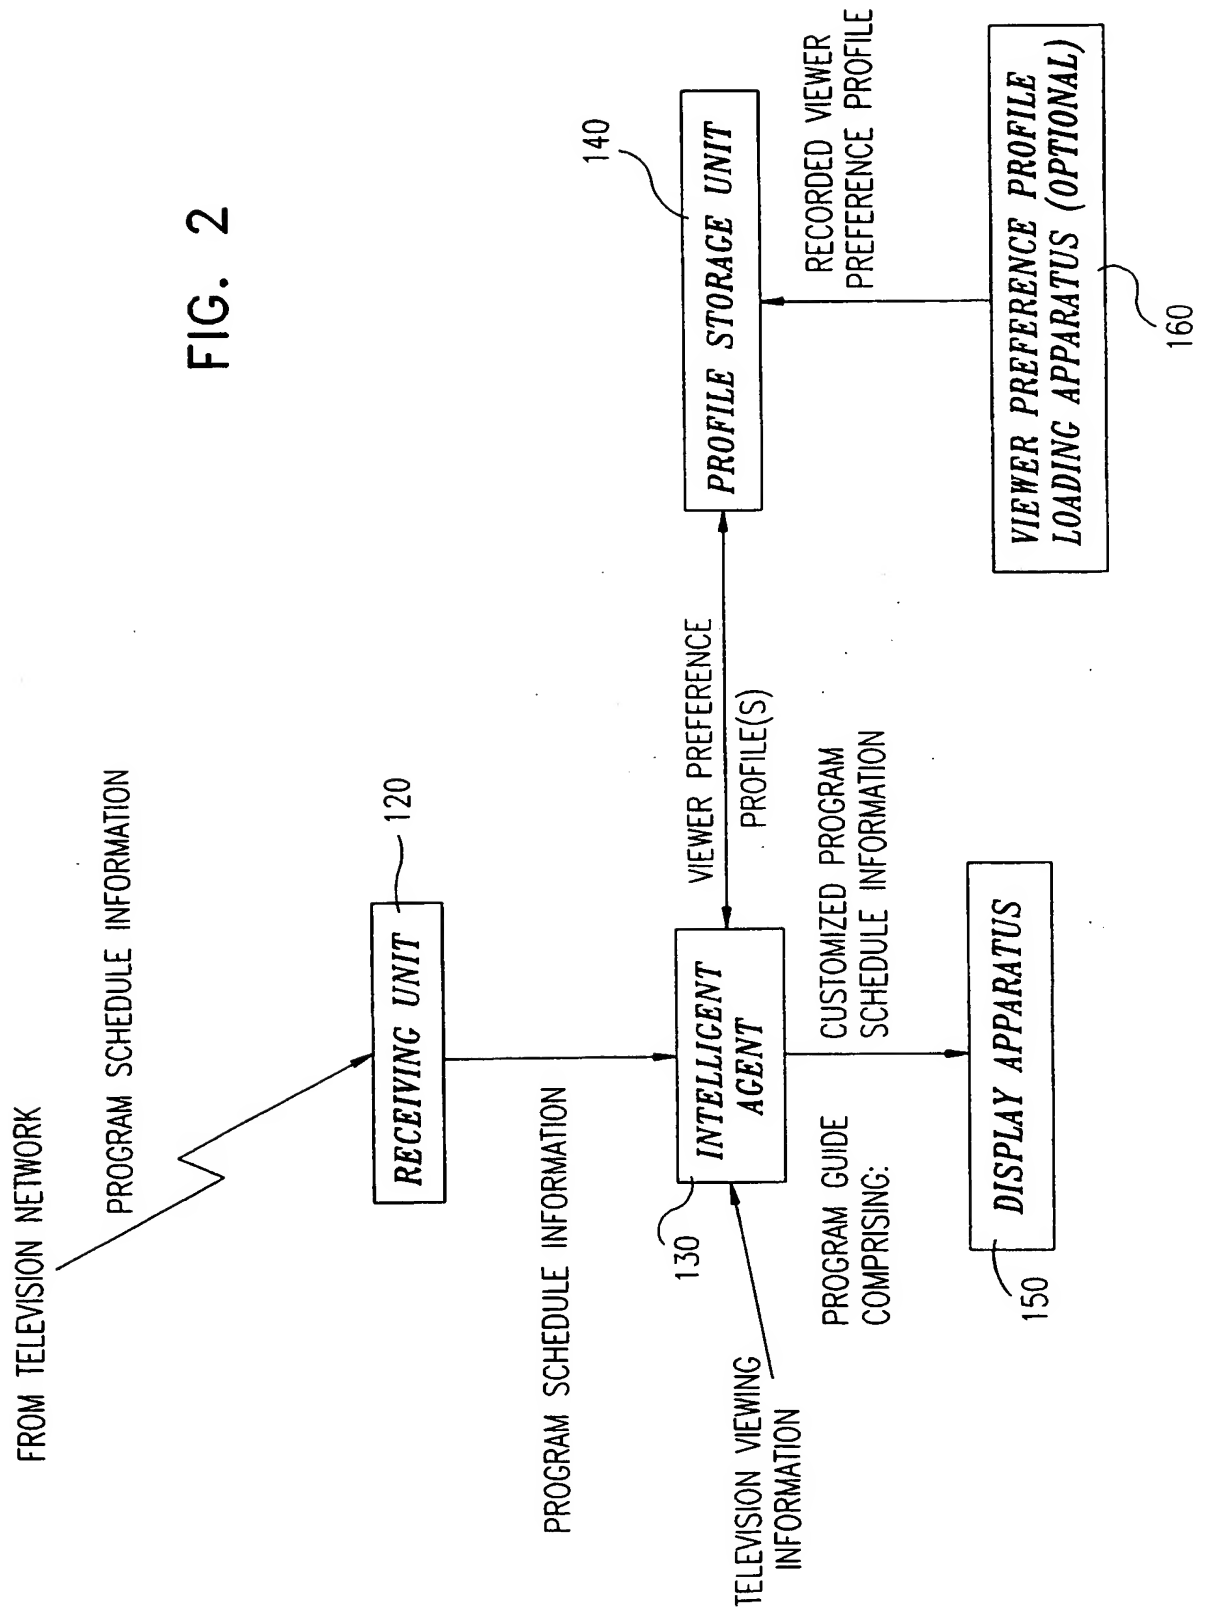 FIG. 2
FROM TELEVISION NETWORK
PROGRAM SCHEDULE INFORMATION
120
RECEIVING UNIT
PROGRAM SCHEDULE INFORMATION
140
130
INTELLIGENT
AGENT
VIEWER PREFERENCE
PROFILE(S)
PROFILE STORAGE UNIT
TELEVISION VIEWING
INFORMATION
PROGRAM GUIDE
COMPRISING:
CUSTOMIZED PROGRAM
SCHEDULE INFORMATION
RECORDED VIEWER
PREFERENCE PROFILE
150
DISPLAY APPARATUS
VIEWER PREFERENCE PROFILE
LOADING APPARATUS (OPTIONAL)
160